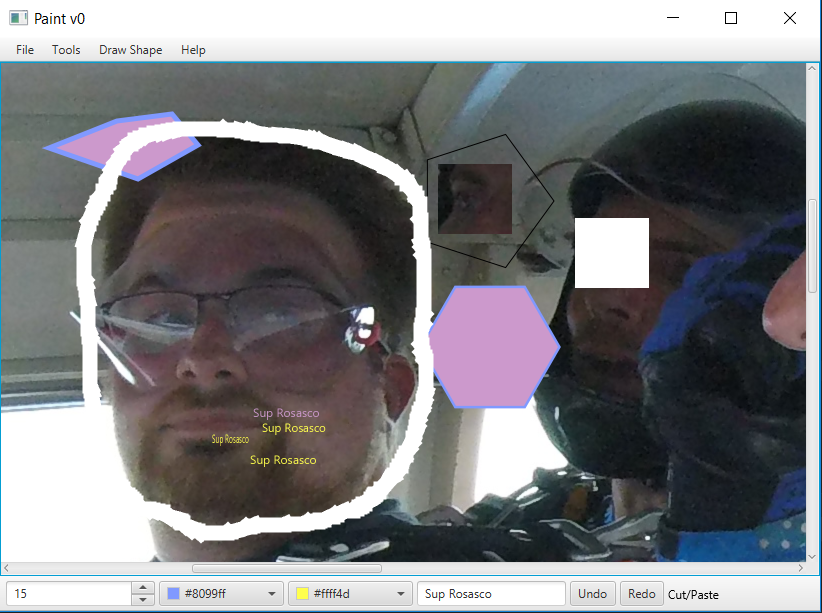 Paint v0
File Tools Draw Shape Help
Sup Rosasco
Sup Rosasco
Sup Rosasco
Sup Rosasco
15 #8099ff #ffff4d Sup Rosasco Undo Redo Cut/Paste